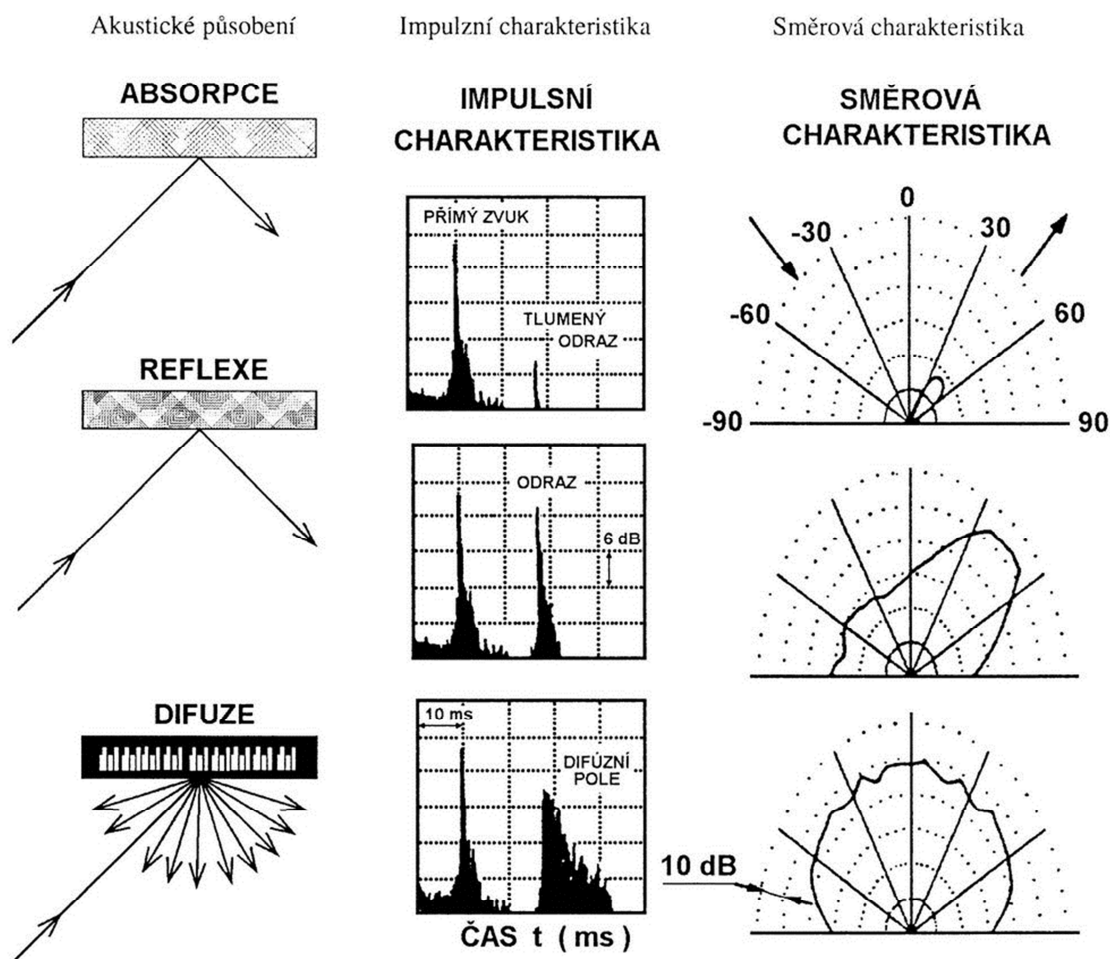 Akustické působení
Impulzní charakteristika
Směrová charakteristika
ABSORPCE
IMPULSNÍ
CHARAKTERISTIKA
SMĚROVÁ
CHARAKTERISTIKA
PŘÍMÝ ZVUK
TLUMENÝ
ODRAZ
0
-30
30
-60
60
-90
90
REFLEXE
ODRAZ
6 dB
DIFUZE
10 ms
DIFÚZNÍ
POLE
10 dB
ČAS t ( ms )